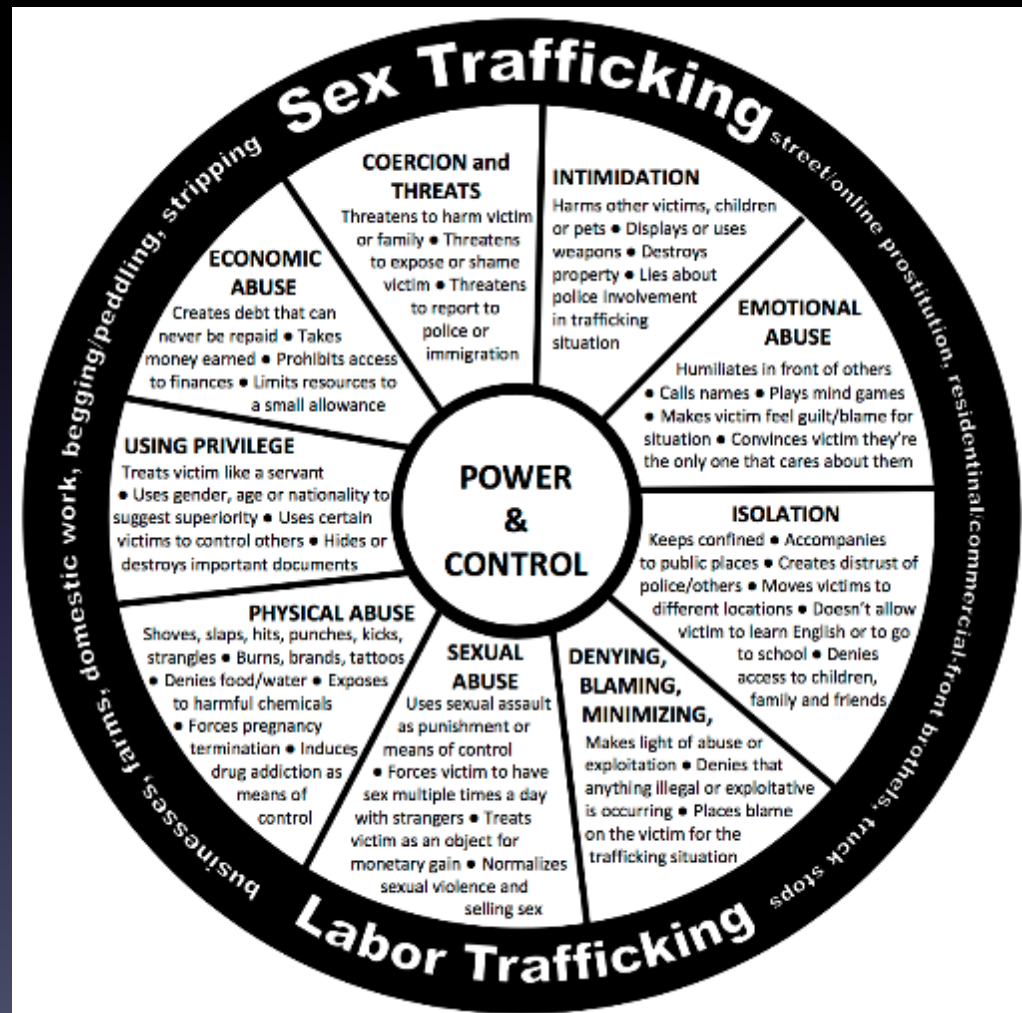 Sex Trafficking
street/online prostitution, residentinal/commercial-front brothels, truck stops
Labor Trafficking
businesses, farms, domestic work, begging/peddling, stripping
POWER
&
CONTROL
COERCION and
THREATS
Threatens to harm victim
or family ● Threatens
to expose or shame
victim ● Threatens
to report to
police or
immigration
INTIMIDATION
Harms other victims, children
or pets ● Displays or uses
weapons ● Destroys
property ● Lies about
police involvement
in trafficking
situation
EMOTIONAL
ABUSE
Humiliates in front of others
● Calls names ● Plays mind games
● Makes victim feel guilt/blame for
situation ● Convinces victim they're
the only one that cares about them
ISOLATION
Keeps confined ● Accompanies
to public places ● Creates distrust of
police/others ● Moves victims to
different locations ● Doesn't allow
victim to learn English or to go
to school ● Denies
access to children,
family and friends
DENYING,
BLAMING,
MINIMIZING,
Makes light of abuse or
exploitation ● Denies that
anything illegal or exploitative
is occurring ● Places blame
on the victim for the
trafficking situation
SEXUAL
ABUSE
Uses sexual assault
as punishment or
means of control
● Forces victim to have
sex multiple times a day
with strangers ● Treats
victim as an object for
monetary gain ● Normalizes
sexual violence and
selling sex
PHYSICAL ABUSE
Shoves, slaps, hits, punches, kicks,
strangles ● Burns, brands, tattoos
● Denies food/water ● Exposes
to harmful chemicals
● Forces pregnancy
termination ● Induces
drug addiction as
means of
control
USING PRIVILEGE
Treats victim like a servant
● Uses gender, age or nationality to
suggest superiority ● Uses certain
victims to control others ● Hides or
destroys important documents
ECONOMIC
ABUSE
Creates debt that can
never be repaid ● Takes
money earned ● Prohibits access
to finances ● Limits resources to
a small allowance